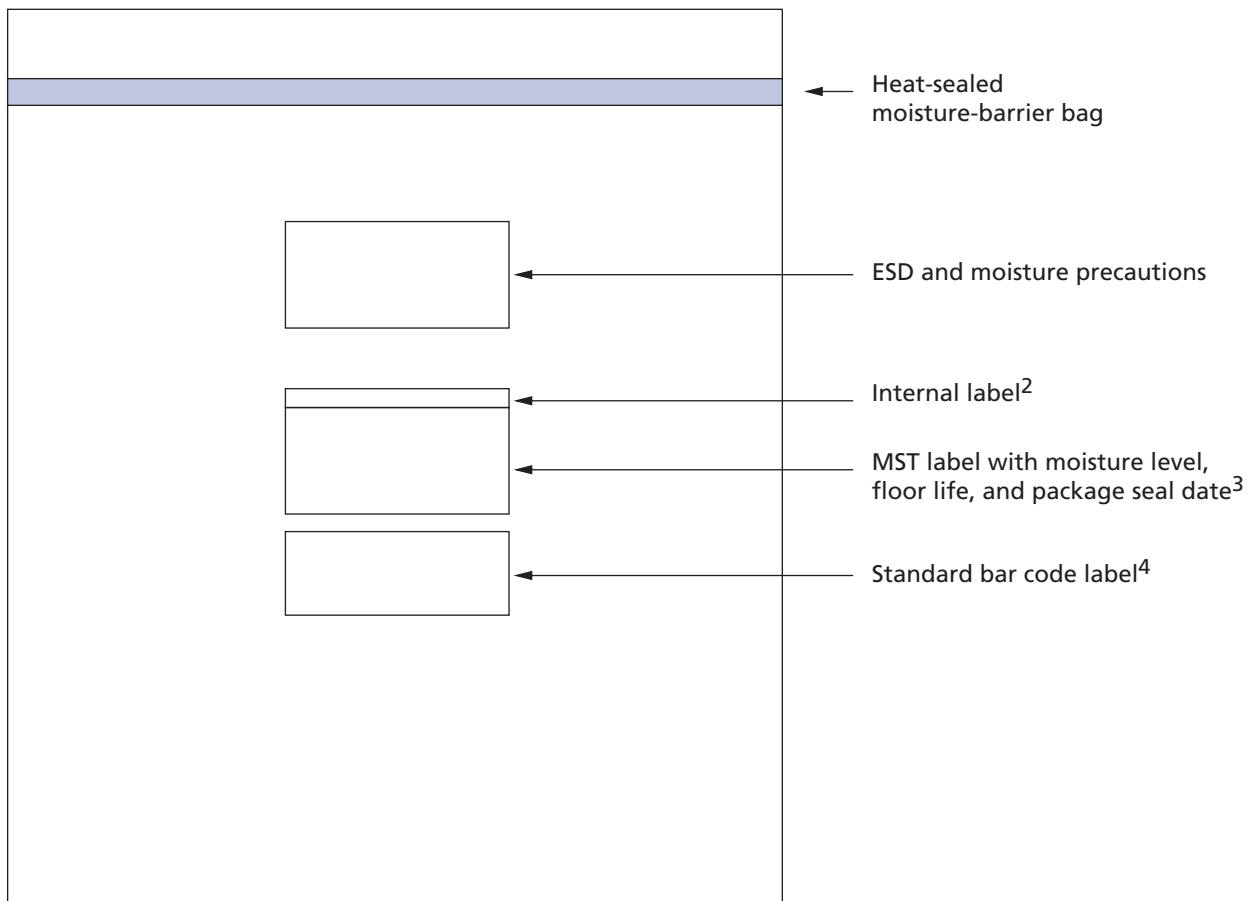 Heat-sealed
moisture-barrier bag
ESD and moisture precautions
Internal label2
MST label with moisture level,
floor life, and package seal date3
Standard bar code label4